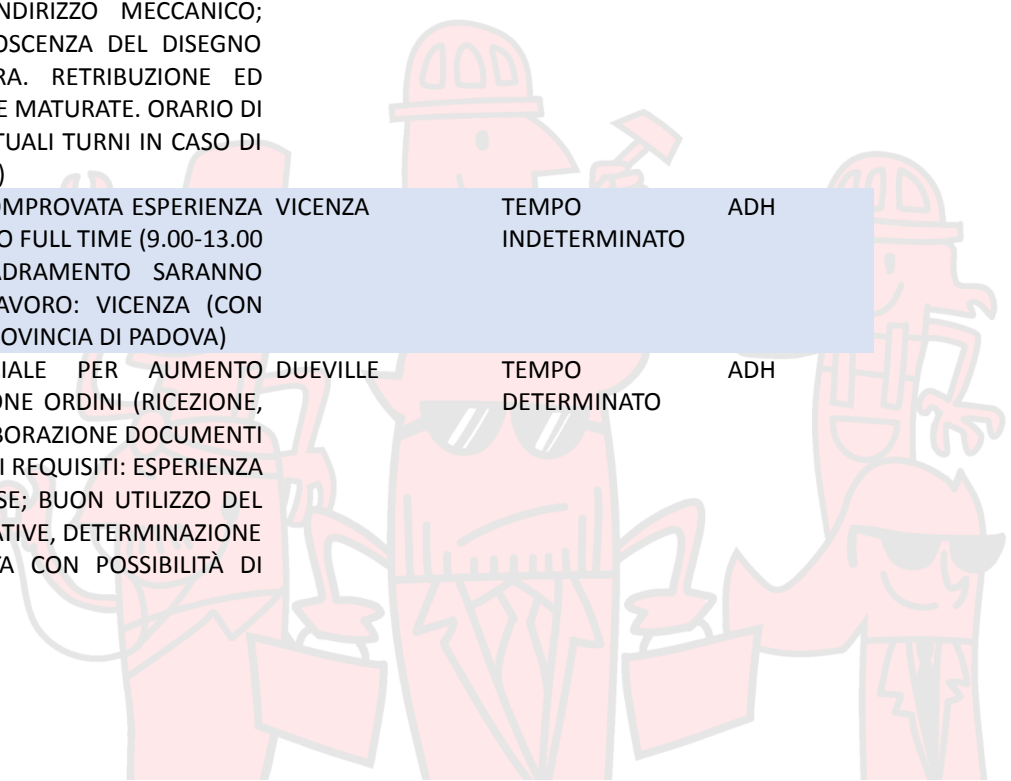 NDIRIZZO MECCANICO;
OSCENZA DEL DISEGNO
RA. RETRIBUZIONE ED
E MATURATE. ORARIO DI
TUALI TURNI IN CASO DI
)
OMPROVATA ESPERIENZA VICENZA TEMPO ADH
O FULL TIME (9.00-13.00 INDETERMINATO
ADRAMENTO SARANNO
AVORO: VICENZA (CON
OVINCIA DI PADOVA)
IALE PER AUMENTO DUEVILLE TEMPO ADH
ONE ORDINI (RICEZIONE, DETERMINATO
BORAZIONE DOCUMENTI
I REQUISITI: ESPERIENZA
SE; BUON UTILIZZO DEL
ATIVE, DETERMINAZIONE
TA CON POSSIBILITÀ DI